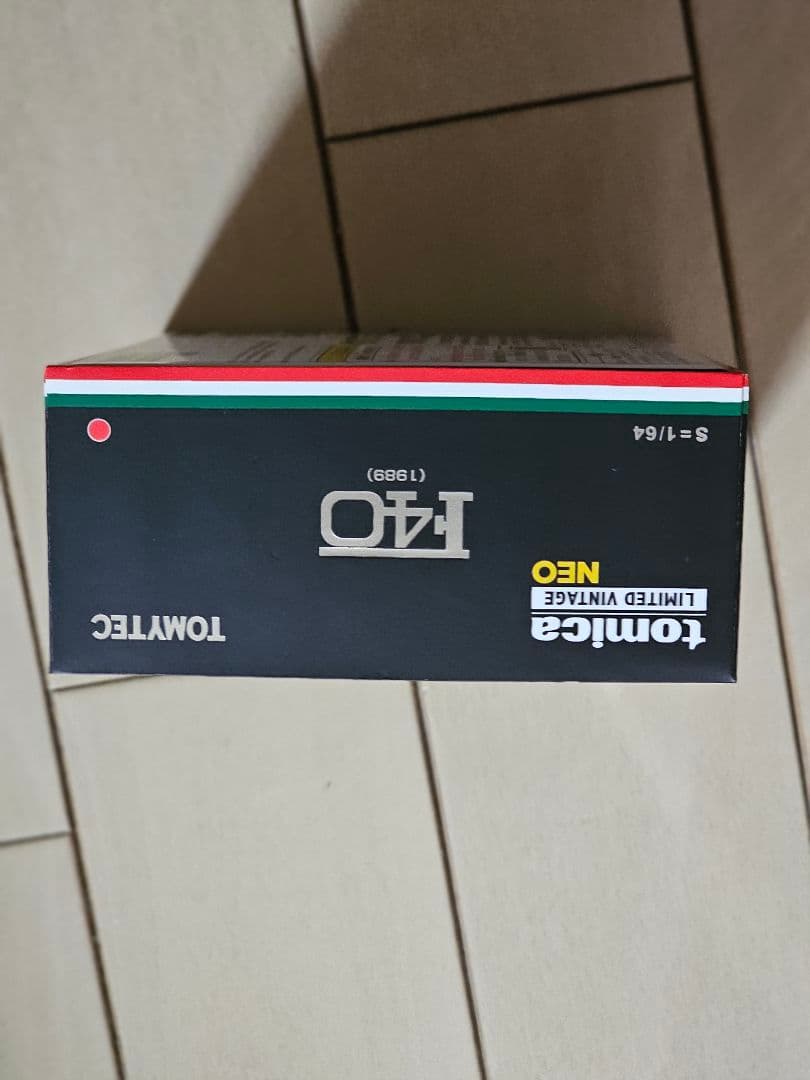 tomica
LIMITED VINTAGE
NEO
TOMYTEC
F40
(1989)
S=1/64